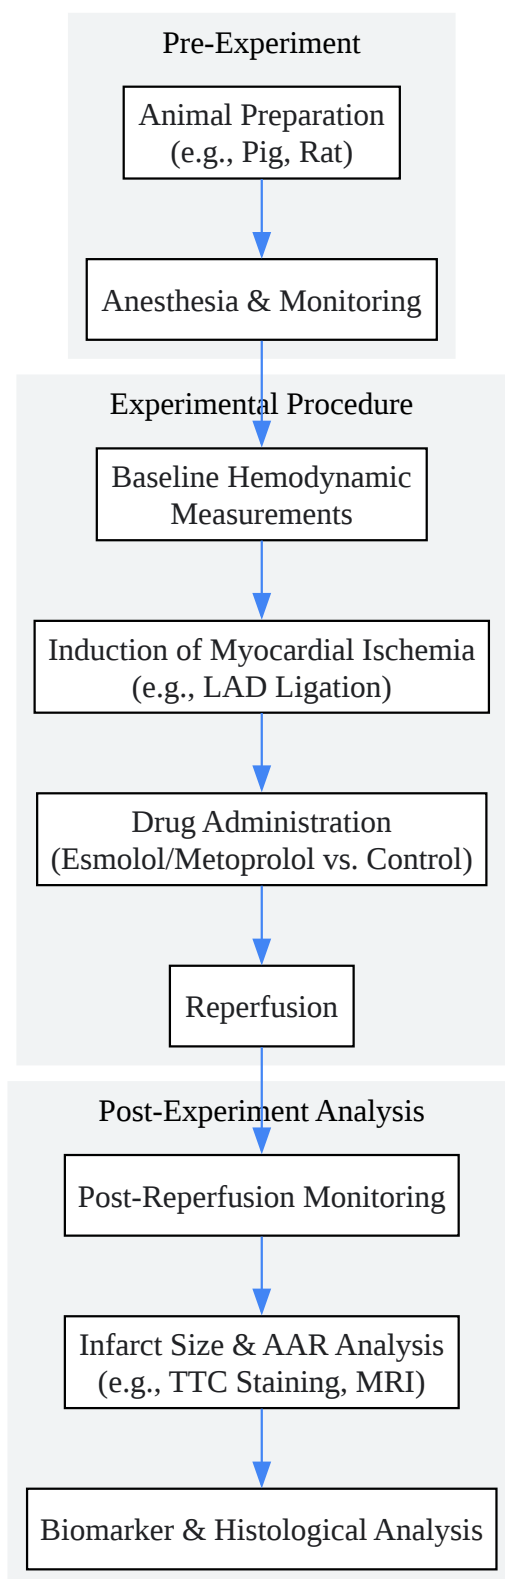 Pre-Experiment
Animal Preparation
(e.g., Pig, Rat)
Anesthesia & Monitoring
Experimental Procedure
Baseline Hemodynamic
Measurements
Induction of Myocardial Ischemia
(e.g., LAD Ligation)
Drug Administration
(Esmolol/Metoprolol vs. Control)
Reperfusion
Post-Experiment Analysis
Post-Reperfusion Monitoring
Infarct Size & AAR Analysis
(e.g., TTC Staining, MRI)
Biomarker & Histological Analysis